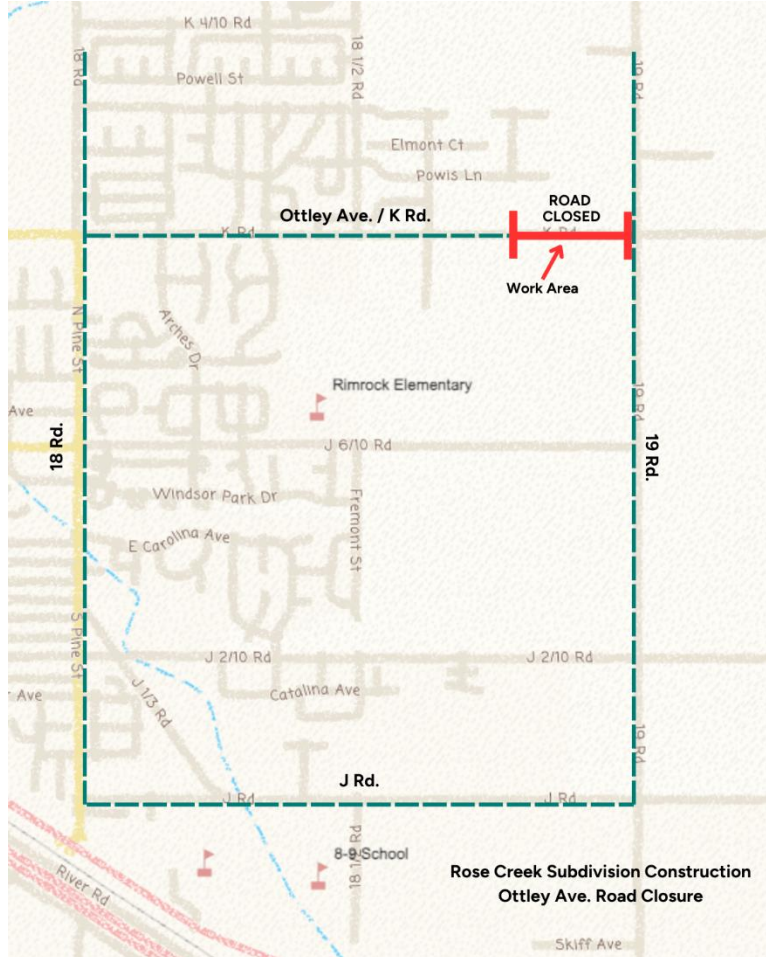 K 4/10 Rd
18 Rd
18 1/2 Rd
19 Rd
Powell St
Elmont Ct
Powis Ln
ROAD
CLOSED
Ottley Ave. / K Rd.
K Rd
K Rd
Work Area
N Pine St
Arches Dr
Rimrock Elementary
19 Rd
Ave
18 Rd.
J 6/10 Rd
19 Rd.
Windsor Park Dr
Fremont St
E Carolina Ave
S Pine St
J 2/10 Rd
J 2/10 Rd
Ave
J 1/3 Rd
Catalina Ave
19 Rd
J Rd.
J Rd
J Rd
8-9 School
18 1/2 Rd
River Rd
Rose Creek Subdivision Construction
Ottley Ave. Road Closure
Skiff Ave